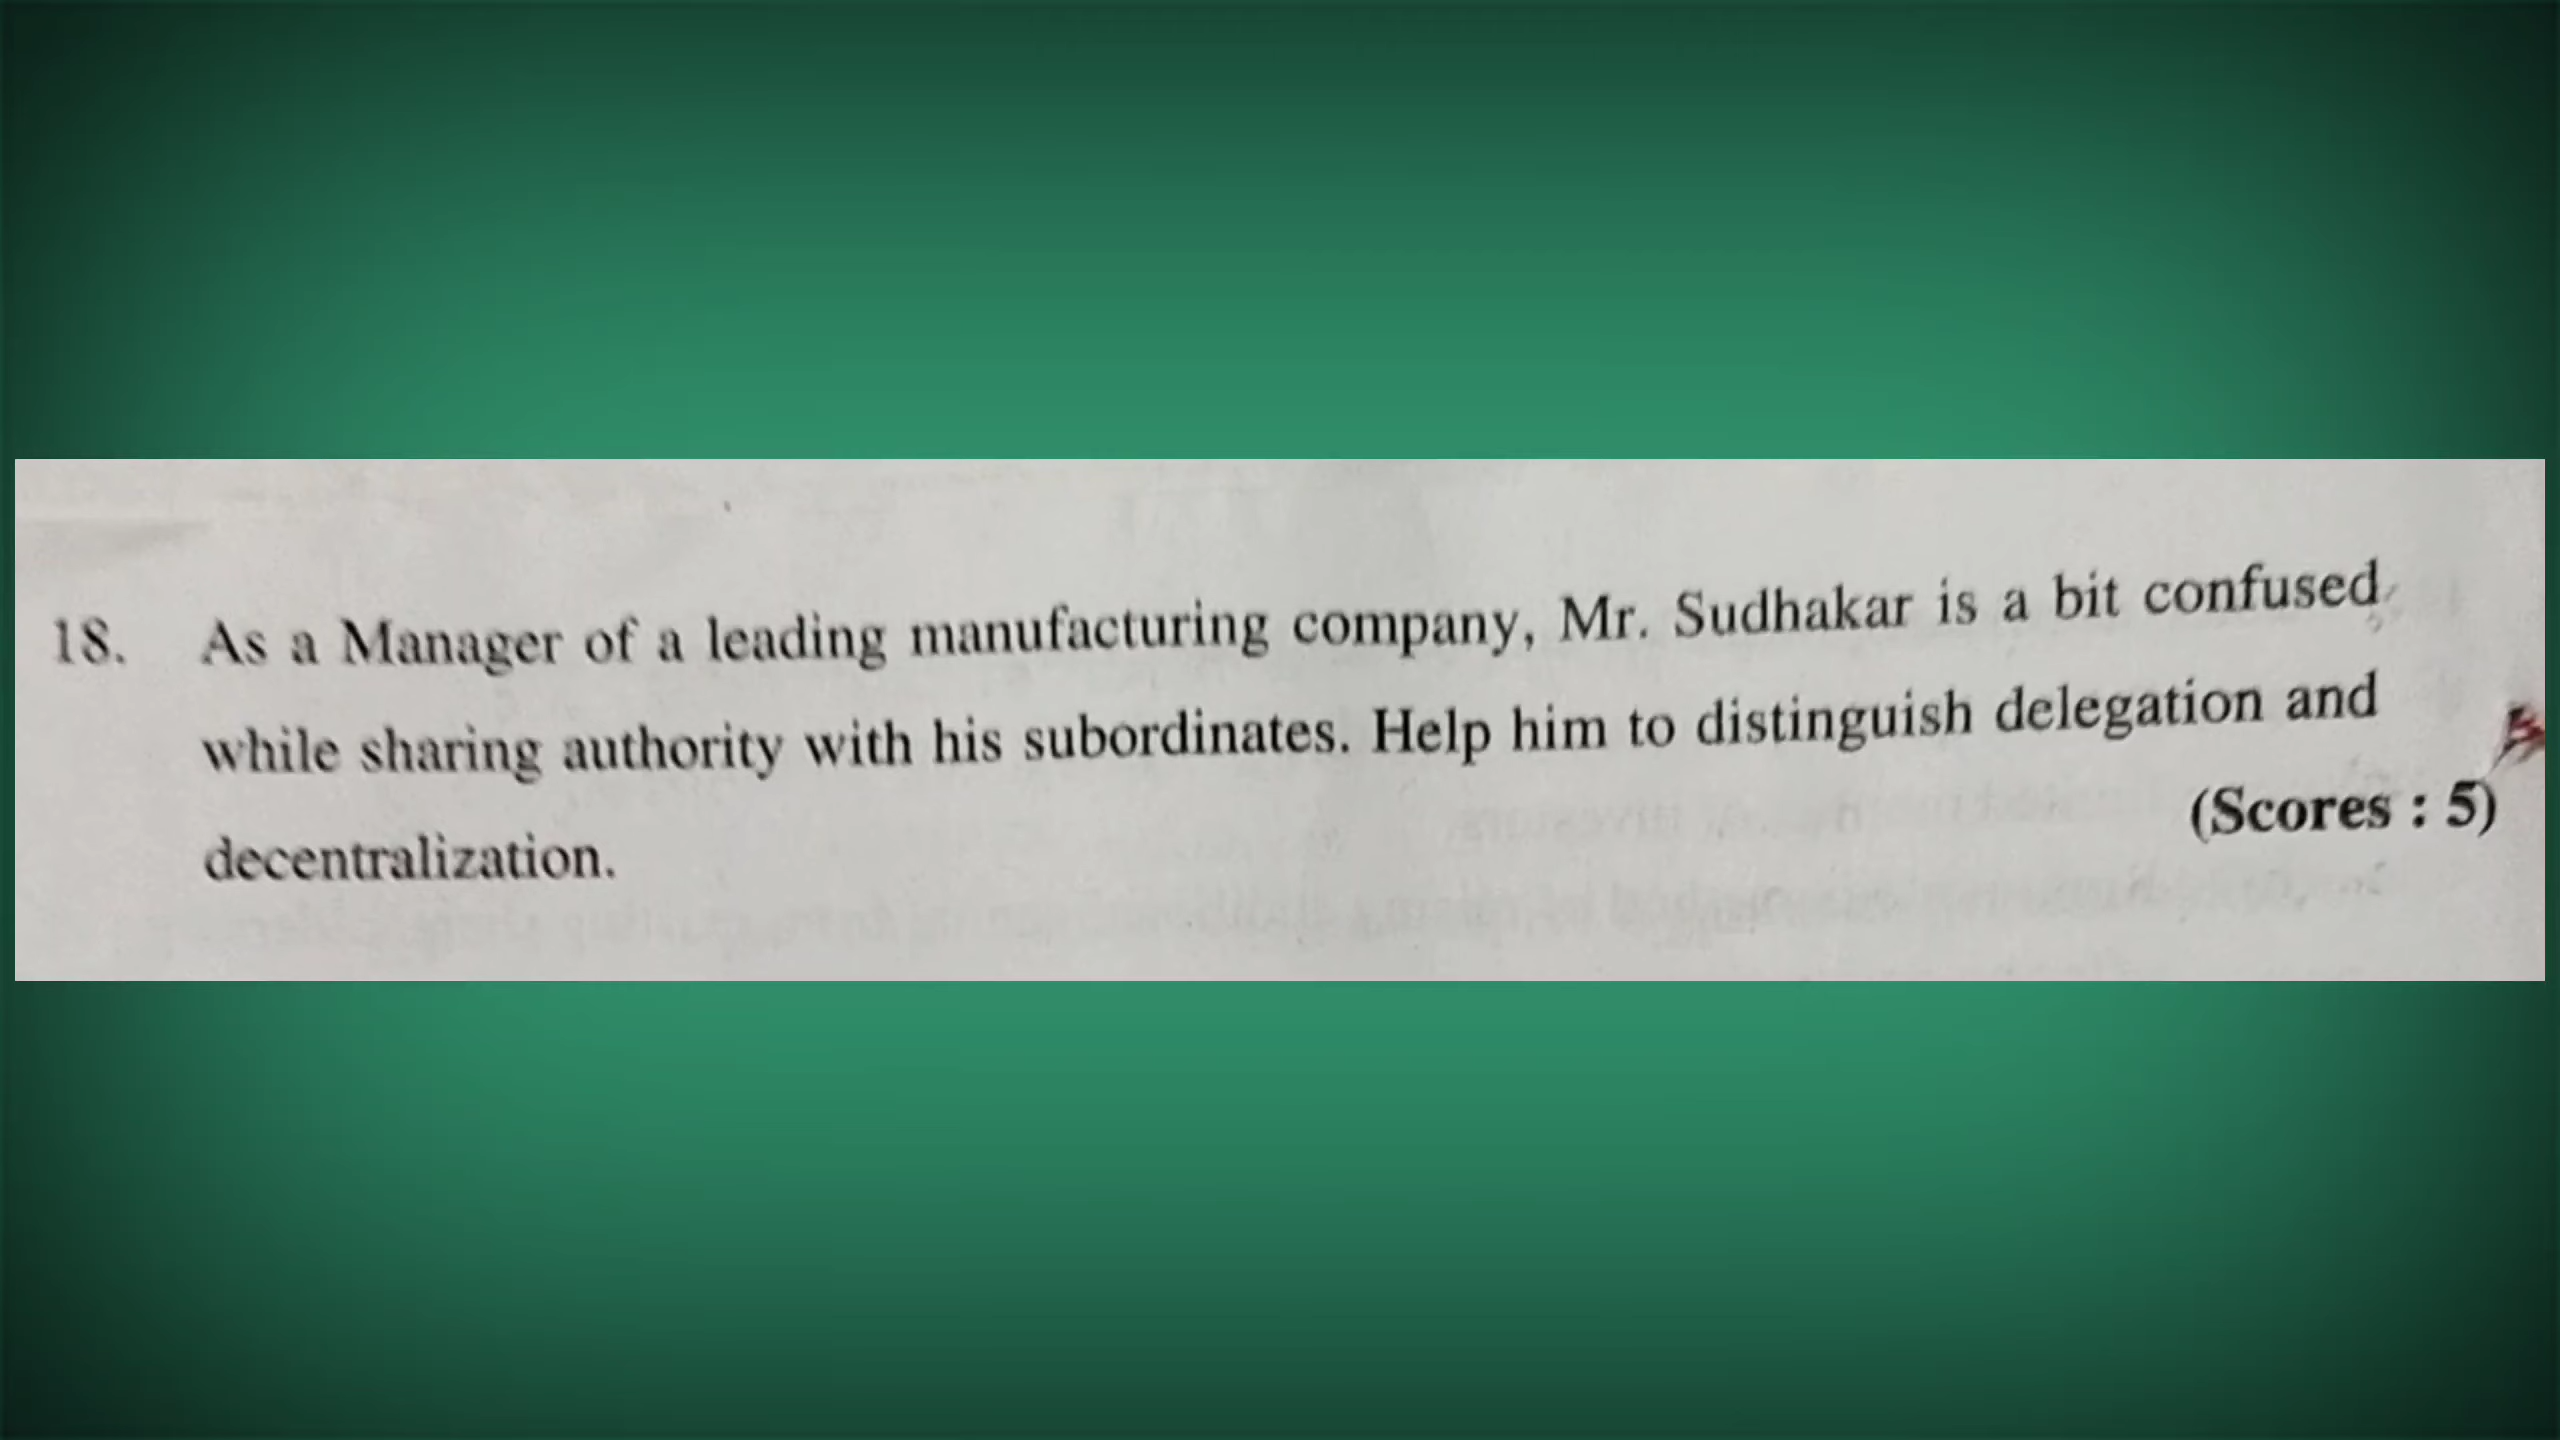 18. As a Manager of a leading manufacturing company, Mr. Sudhakar is a bit confused
while sharing authority with his subordinates. Help him to distinguish delegation and
decentralization.
(Scores : 5)